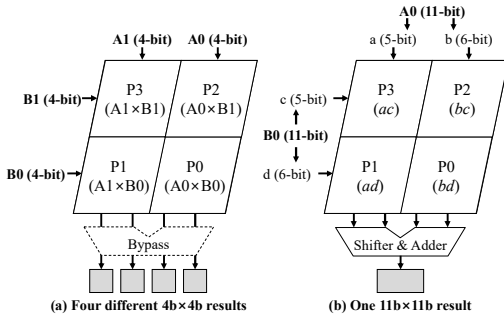 A1 (4-bit) A0 (4-bit)
B1 (4-bit)
P3
(A1×B1)
P2
(A0×B1)
B0 (4-bit)
P1
(A1×B0)
P0
(A0×B0)
Bypass
(a) Four different 4b×4b results
A0 (11-bit)
a (5-bit) b (6-bit)
c (5-bit)
B0 (11-bit)
d (6-bit)
P3
(ac)
P2
(bc)
P1
(ad)
P0
(bd)
Shifter & Adder
(b) One 11b×11b result